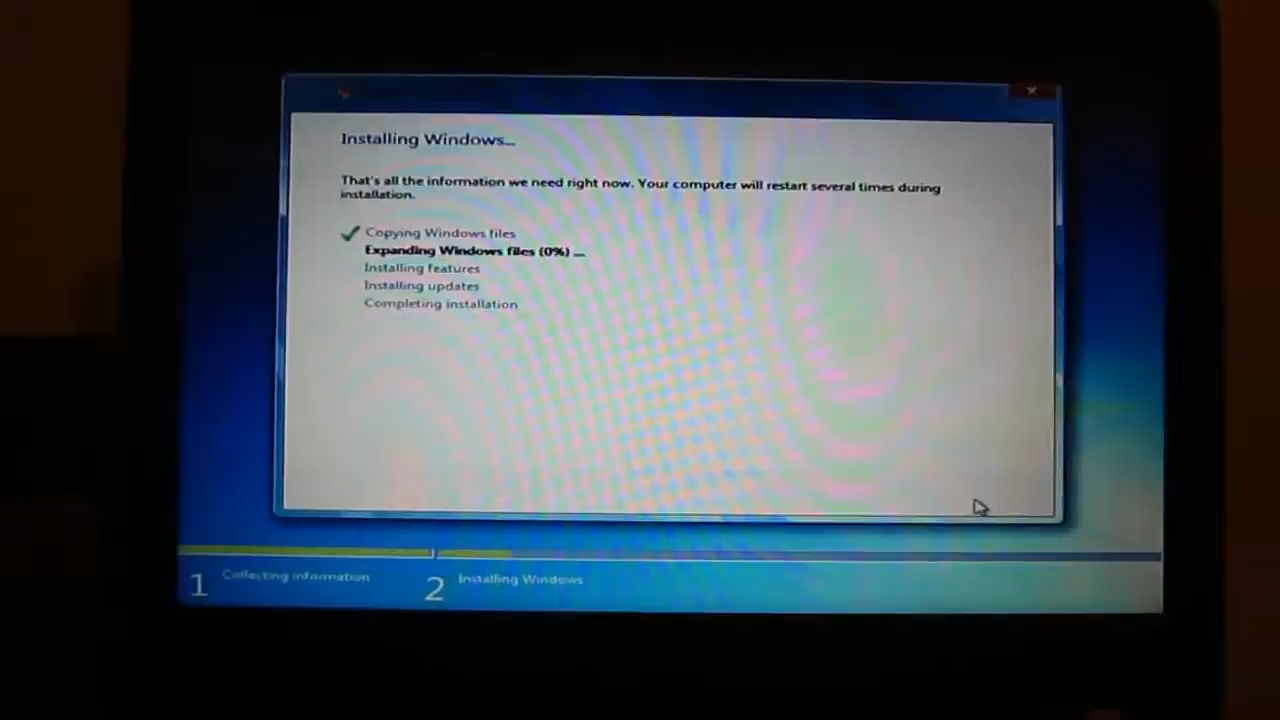 Installing Windows...
That's all the information we need right now. Your computer will restart several times during
installation.
Copying Windows files
Expanding Windows files (0%) ...
Installing features
Installing updates
Completing installation
1 Collecting information
2 Installing Windows